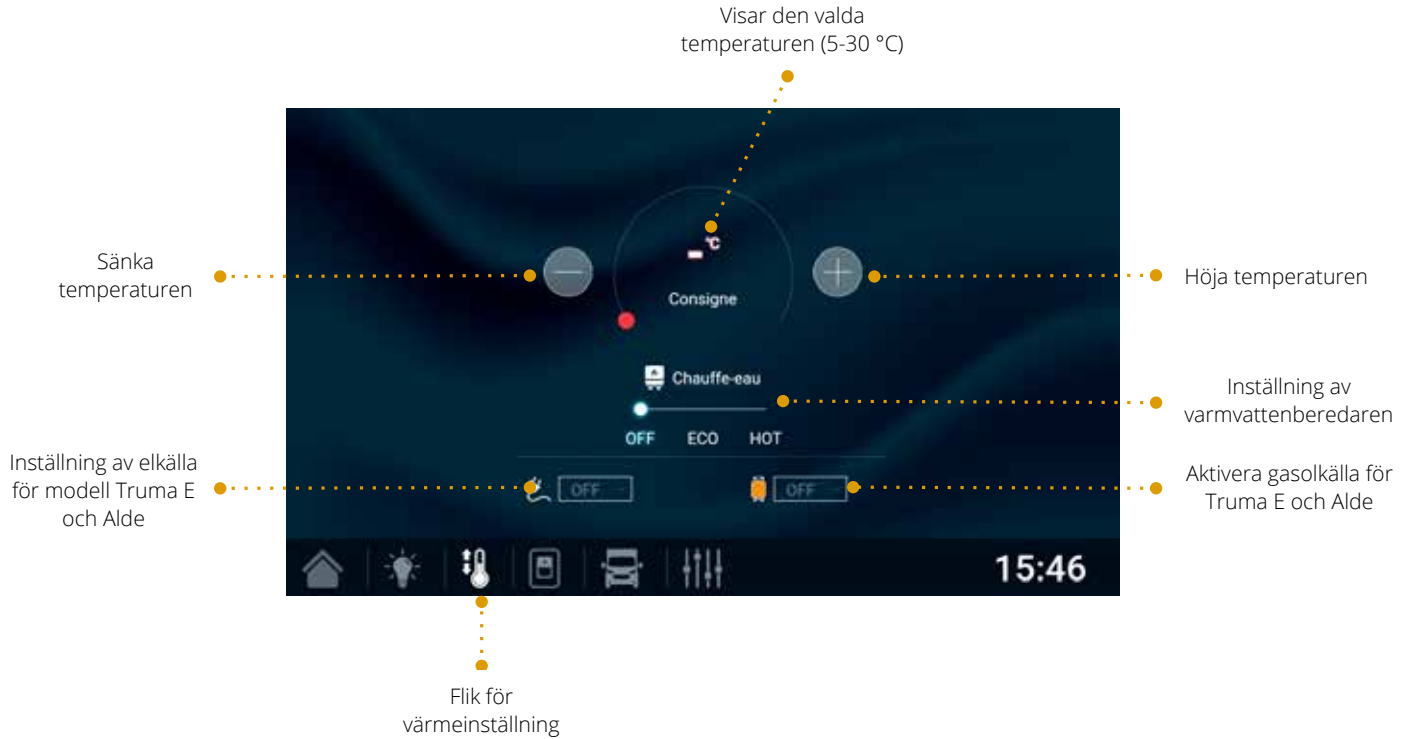 Visar den valda
temperaturen (5-30 °C)
Sänka
temperaturen
- °C
Consigne
Höja temperaturen
Chauffe-eau
OFF ECO HOT
Inställning av
varmvattenberedaren
Inställning av elkälla
för modell Truma E
och Alde
OFF
OFF
Aktivera gasolkälla för
Truma E och Alde
15:46
Flik för
värmeinställning